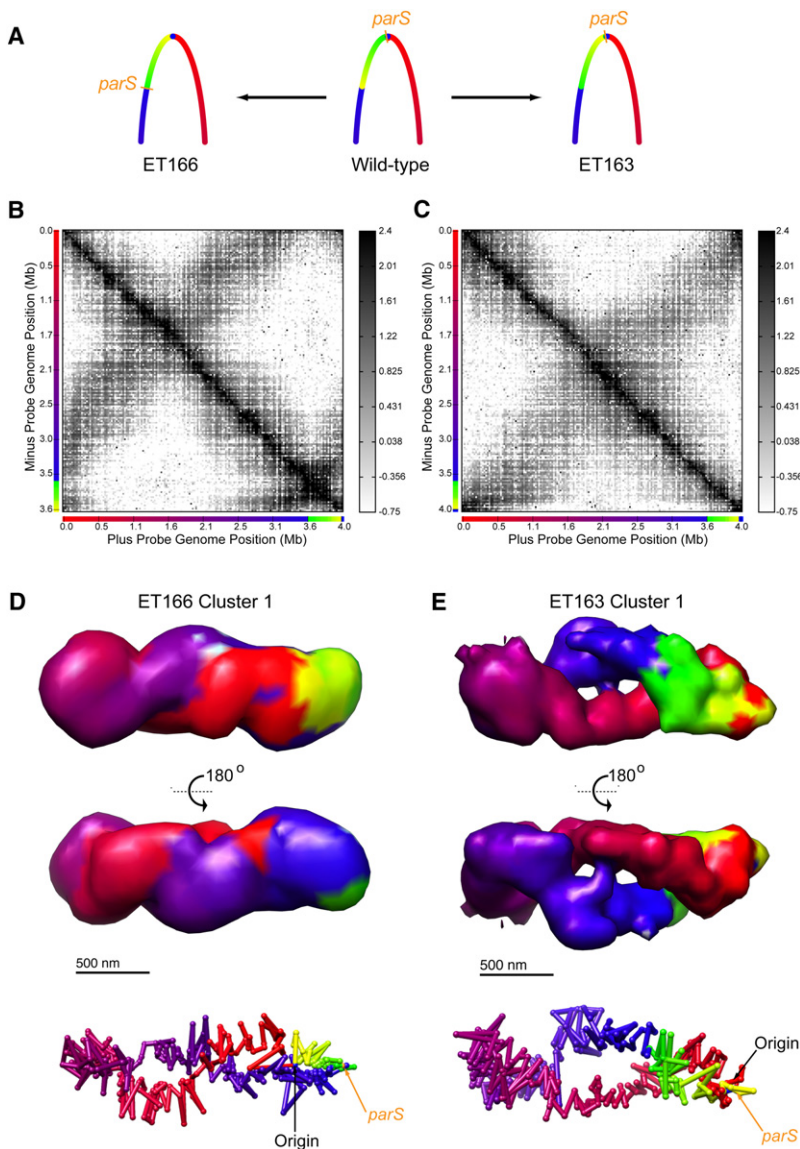 A
parS
parS
parS
ET166
Wild-type
ET163
B
C
0.0
0.5
1.1
1.7
2.1
2.5
3.0
3.5
3.6
Minus Probe Genome Position (Mb)
0.0 0.5 1.1 1.6 2.1 2.5 3.0 3.6 4.0
Plus Probe Genome Position (Mb)
2.4
2.01
1.61
1.22
0.825
0.431
0.038
-0.356
-0.75
0.0
0.5
1.1
1.7
2.1
2.5
3.0
3.5
4.0
Minus Probe Genome Position (Mb)
0.0 0.5 1.1 1.6 2.1 2.5 3.0 3.6 4.0
Plus Probe Genome Position (Mb)
2.4
2.01
1.61
1.22
0.825
0.431
0.038
-0.356
-0.75
D
ET166 Cluster 1
E
ET163 Cluster 1
180 o
180 o
500 nm
500 nm
Origin
parS
Origin
parS